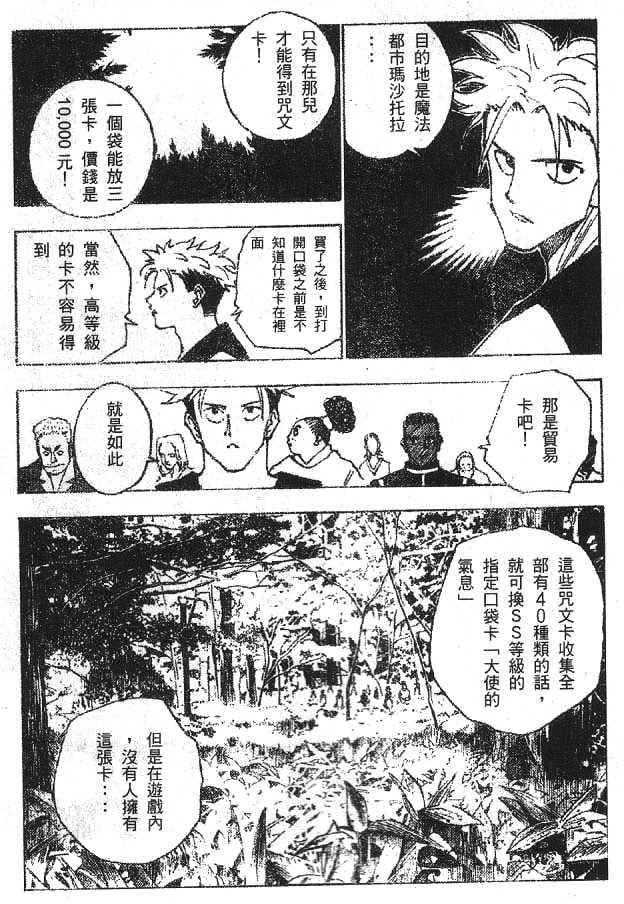 目的地是魔法
都市瑪沙托拉
⋯⋯
只有在那兒
才能得到咒文
卡！
一個袋能放三
張卡，價錢是
10,000元！
買了之後，到打
開口袋之前是不
知道什麼卡在裡
面
當然，高等級
的卡不容易得
到
那是貿易
卡吧！
就是如此
這些咒文卡收集全
部有40種類的話，
就可換SS等級的
指定口袋卡「大使的
氣息」
但是在遊戲內
，沒有人擁有
這張卡⋯⋯